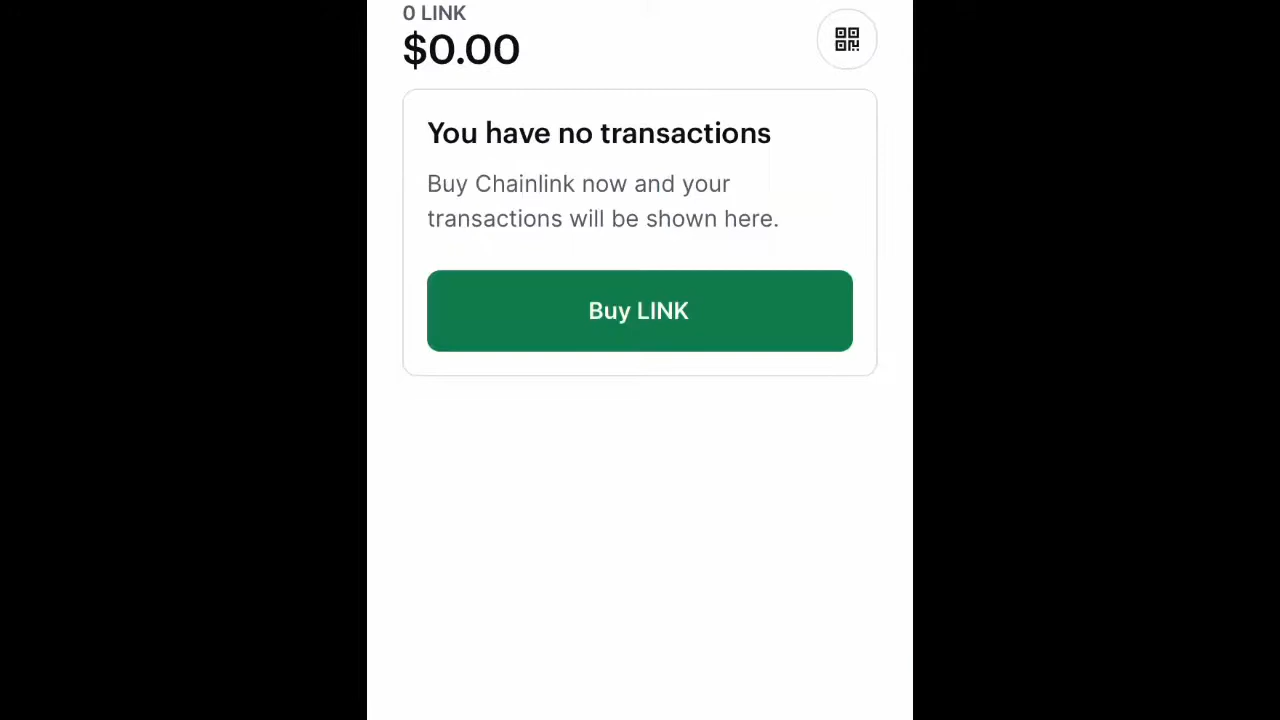 0 LINK
$0.00
You have no transactions
Buy Chainlink now and your
transactions will be shown here.
Buy LINK